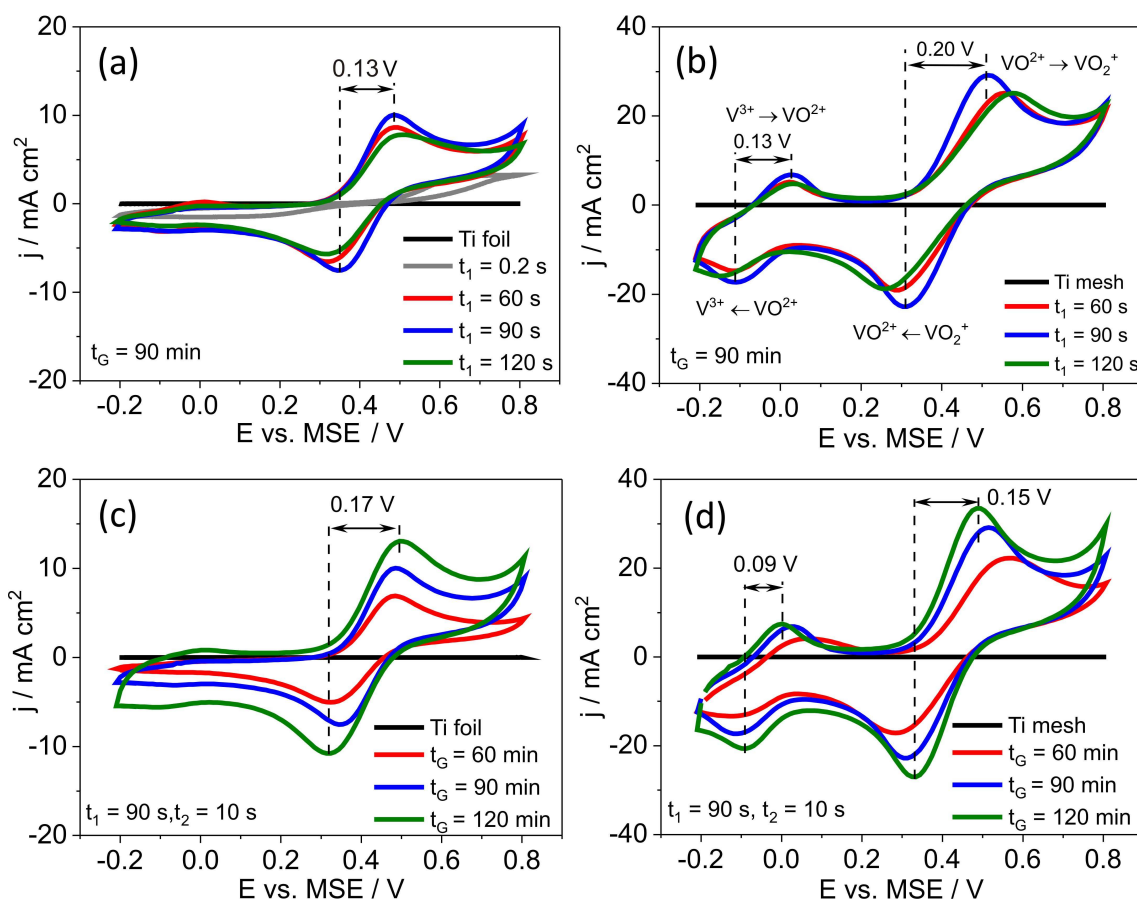 (a)
0.13 V
j / mA cm²
20
10
0
-10
-20
Ti foil
t₁ = 0.2 s
t₁ = 60 s
t₁ = 90 s
t₁ = 120 s
t_G = 90 min
-0.2 0.0 0.2 0.4 0.6 0.8
E vs. MSE / V
(b)
0.20 V
VO²⁺ → VO₂⁺
V³⁺ → VO²⁺
0.13 V
j / mA cm²
40
20
0
-20
-40
V³⁺ ← VO²⁺
VO²⁺ ← VO₂⁺
Ti mesh
t₁ = 60 s
t₁ = 90 s
t₁ = 120 s
t_G = 90 min
-0.2 0.0 0.2 0.4 0.6 0.8
E vs. MSE / V
(c)
0.17 V
j / mA cm²
20
10
0
-10
-20
Ti foil
t_G = 60 min
t_G = 90 min
t_G = 120 min
t₁ = 90 s,t₂ = 10 s
-0.2 0.0 0.2 0.4 0.6 0.8
E vs. MSE / V
(d)
0.15 V
0.09 V
j / mA cm²
40
20
0
-20
-40
Ti mesh
t_G = 60 min
t_G = 90 min
t_G = 120 min
t₁ = 90 s, t₂ = 10 s
-0.2 0.0 0.2 0.4 0.6 0.8
E vs. MSE / V